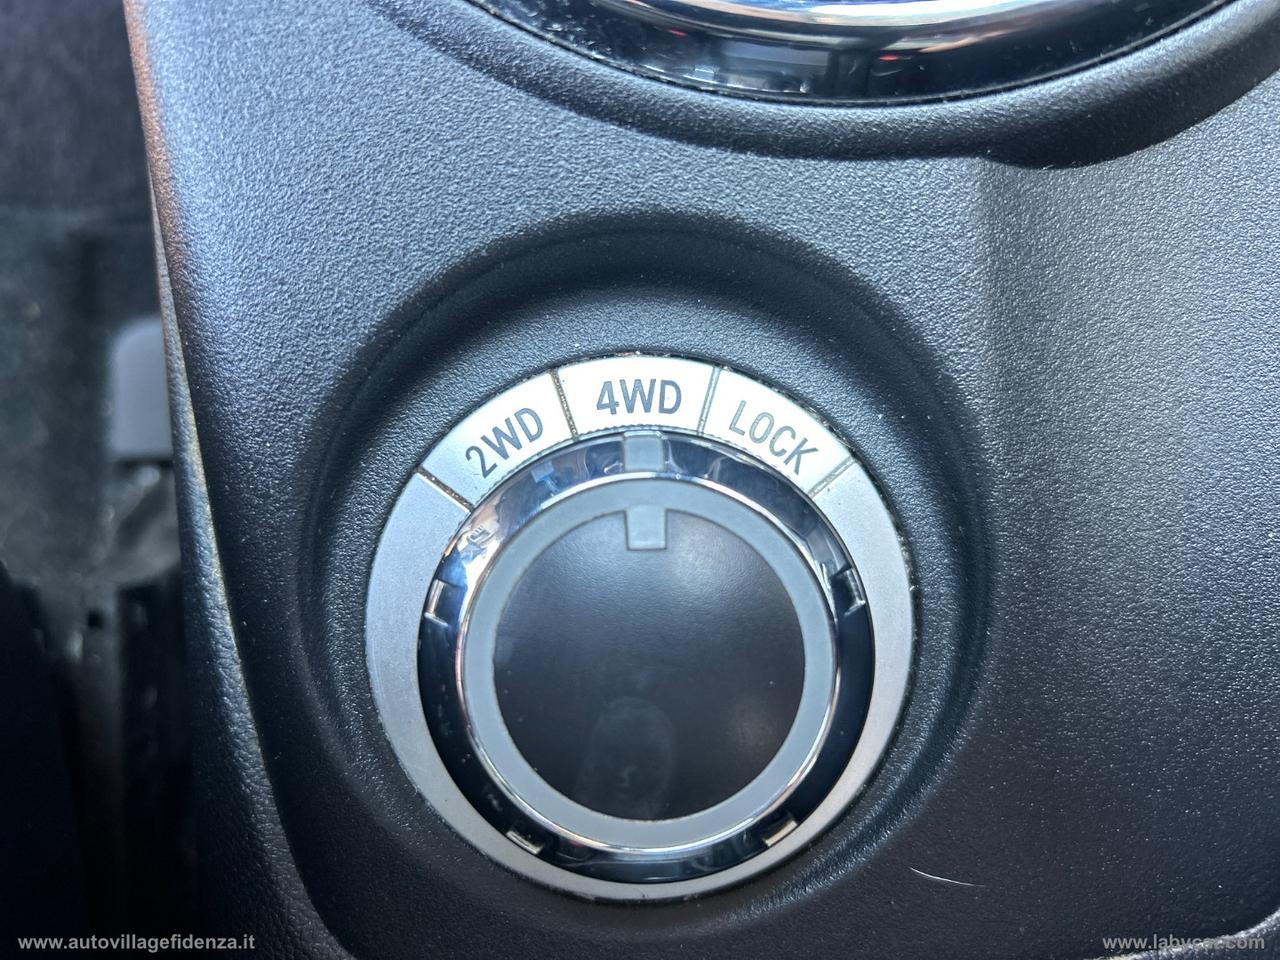 2WD 4WD LOCK
www.autovillagefidenza.it
www.labycar.com